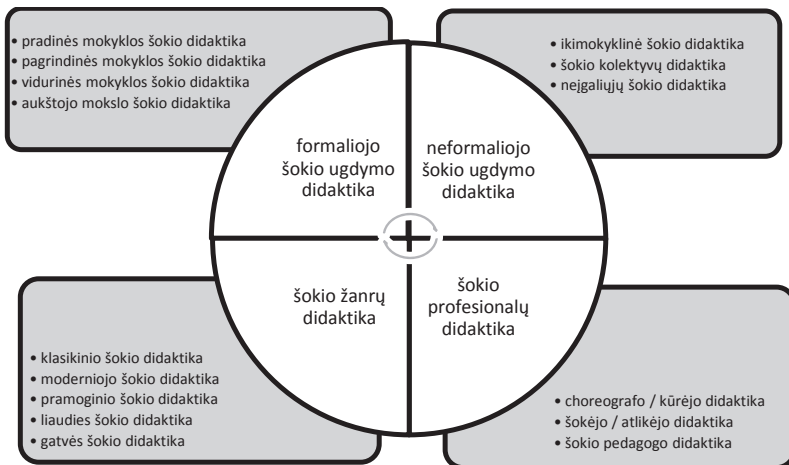 • pradinės mokyklos šokio didaktika
• pagrindinės mokyklos šokio didaktika
• vidurinės mokyklos šokio didaktika
• aukštojo mokslo šokio didaktika
• ikimokyklinė šokio didaktika
• šokio kolektyvų didaktika
• neįgaliųjų šokio didaktika
formaliojo
šokio ugdymo
didaktika
neformaliojo
šokio ugdymo
didaktika
šokio žanrų
didaktika
šokio
profesionalų
didaktika
• klasikinio šokio didaktika
• moderniojo šokio didaktika
• pramoginio šokio didaktika
• liaudies šokio didaktika
• gatvės šokio didaktika
• choreografo / kūrėjo didaktika
• šokėjo / atlikėjo didaktika
• šokio pedagogo didaktika